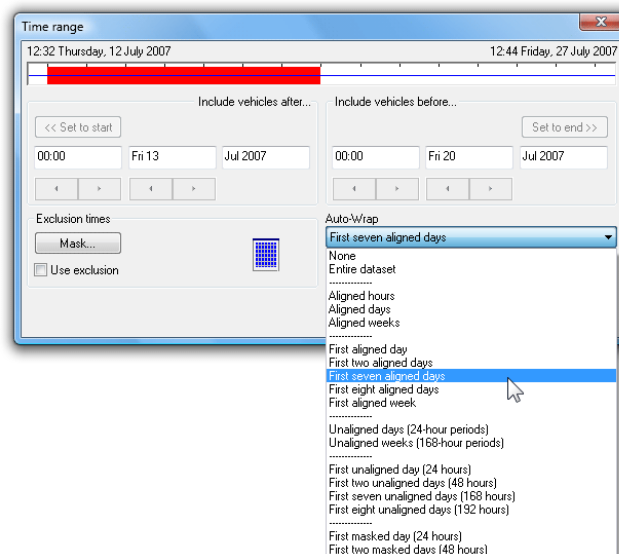 Time range
12:32 Thursday, 12 July 2007 12:44 Friday, 27 July 2007
Include vehicles after... Include vehicles before...
<< Set to start Set to end >>
00:00 Fri 13 Jul 2007 00:00 Fri 20 Jul 2007
Exclusion times Auto-Wrap
Mask... First seven aligned days
Use exclusion
None
Entire dataset
--------------
Aligned hours
Aligned days
Aligned weeks
--------------
First aligned day
First two aligned days
First seven aligned days
First eight aligned days
First aligned week
--------------
Unaligned days (24-hour periods)
Unaligned weeks (168-hour periods)
--------------
First unaligned day (24 hours)
First two unaligned days (48 hours)
First seven unaligned days (168 hours)
First eight unaligned days (192 hours)
--------------
First masked day (24 hours)
First two masked days (48 hours)